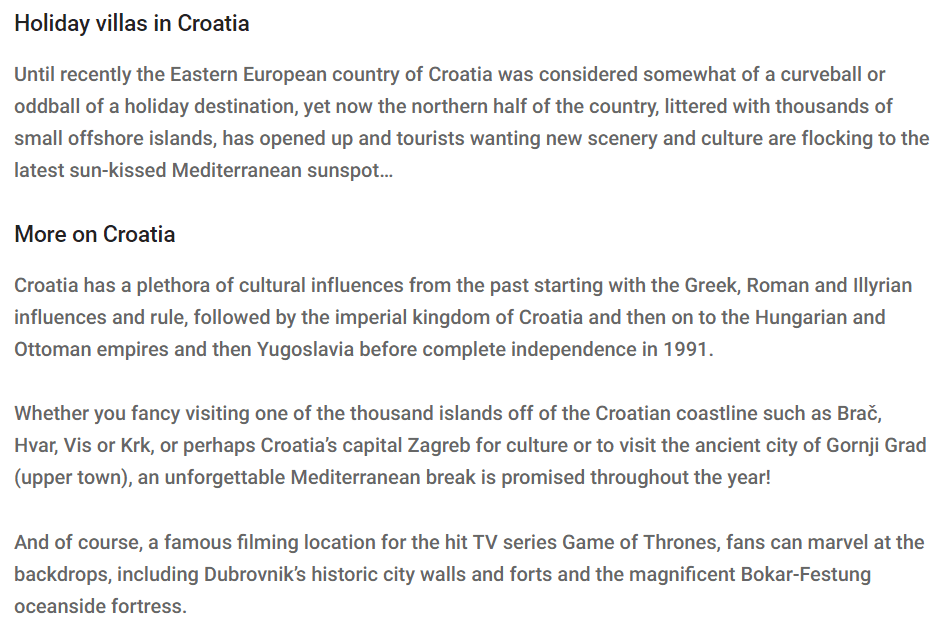 Holiday villas in Croatia
Until recently the Eastern European country of Croatia was considered somewhat of a curveball or
oddball of a holiday destination, yet now the northern half of the country, littered with thousands of
small offshore islands, has opened up and tourists wanting new scenery and culture are flocking to the
latest sun-kissed Mediterranean sunspot…
More on Croatia
Croatia has a plethora of cultural influences from the past starting with the Greek, Roman and Illyrian
influences and rule, followed by the imperial kingdom of Croatia and then on to the Hungarian and
Ottoman empires and then Yugoslavia before complete independence in 1991.
Whether you fancy visiting one of the thousand islands off of the Croatian coastline such as Brač,
Hvar, Vis or Krk, or perhaps Croatia’s capital Zagreb for culture or to visit the ancient city of Gornji Grad
(upper town), an unforgettable Mediterranean break is promised throughout the year!
And of course, a famous filming location for the hit TV series Game of Thrones, fans can marvel at the
backdrops, including Dubrovnik’s historic city walls and forts and the magnificent Bokar-Festung
oceanside fortress.